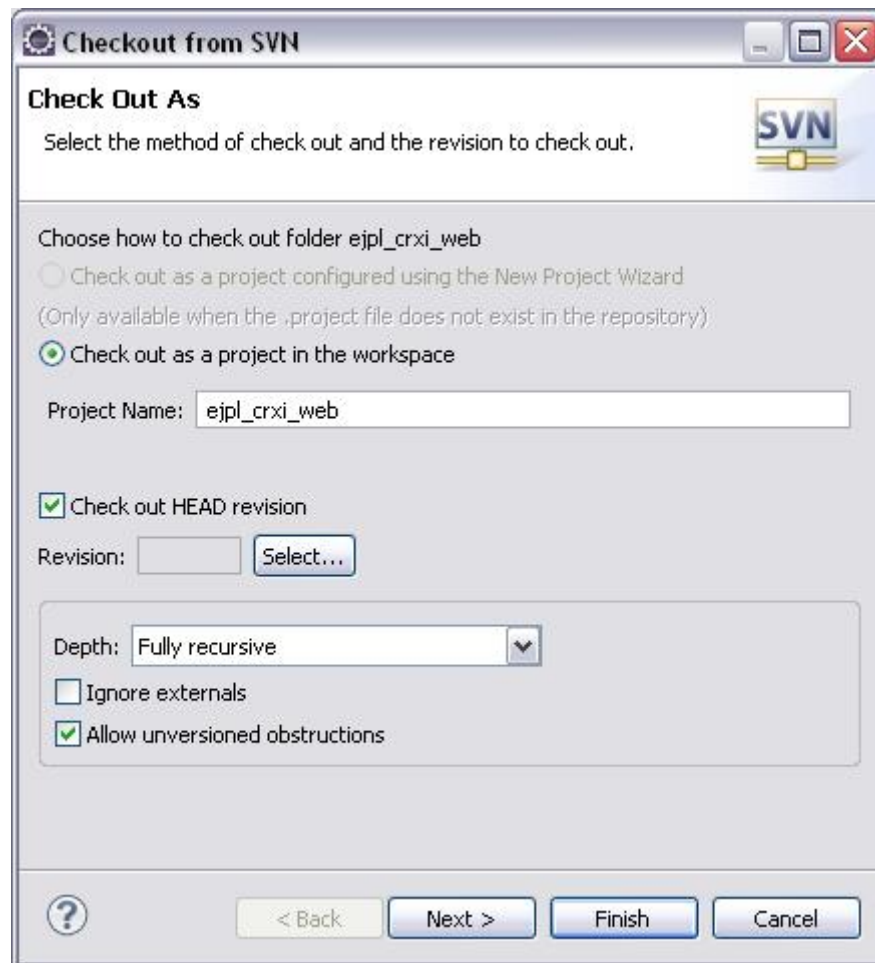 Checkout from SVN
Check Out As
Select the method of check out and the revision to check out.
SVN
Choose how to check out folder ejpl_crxi_web
Check out as a project configured using the New Project Wizard
(Only available when the .project file does not exist in the repository)
Check out as a project in the workspace
Project Name: ejpl_crxi_web
Check out HEAD revision
Revision: Select...
Depth: Fully recursive
Ignore externals
Allow unversioned obstructions
? < Back Next > Finish Cancel